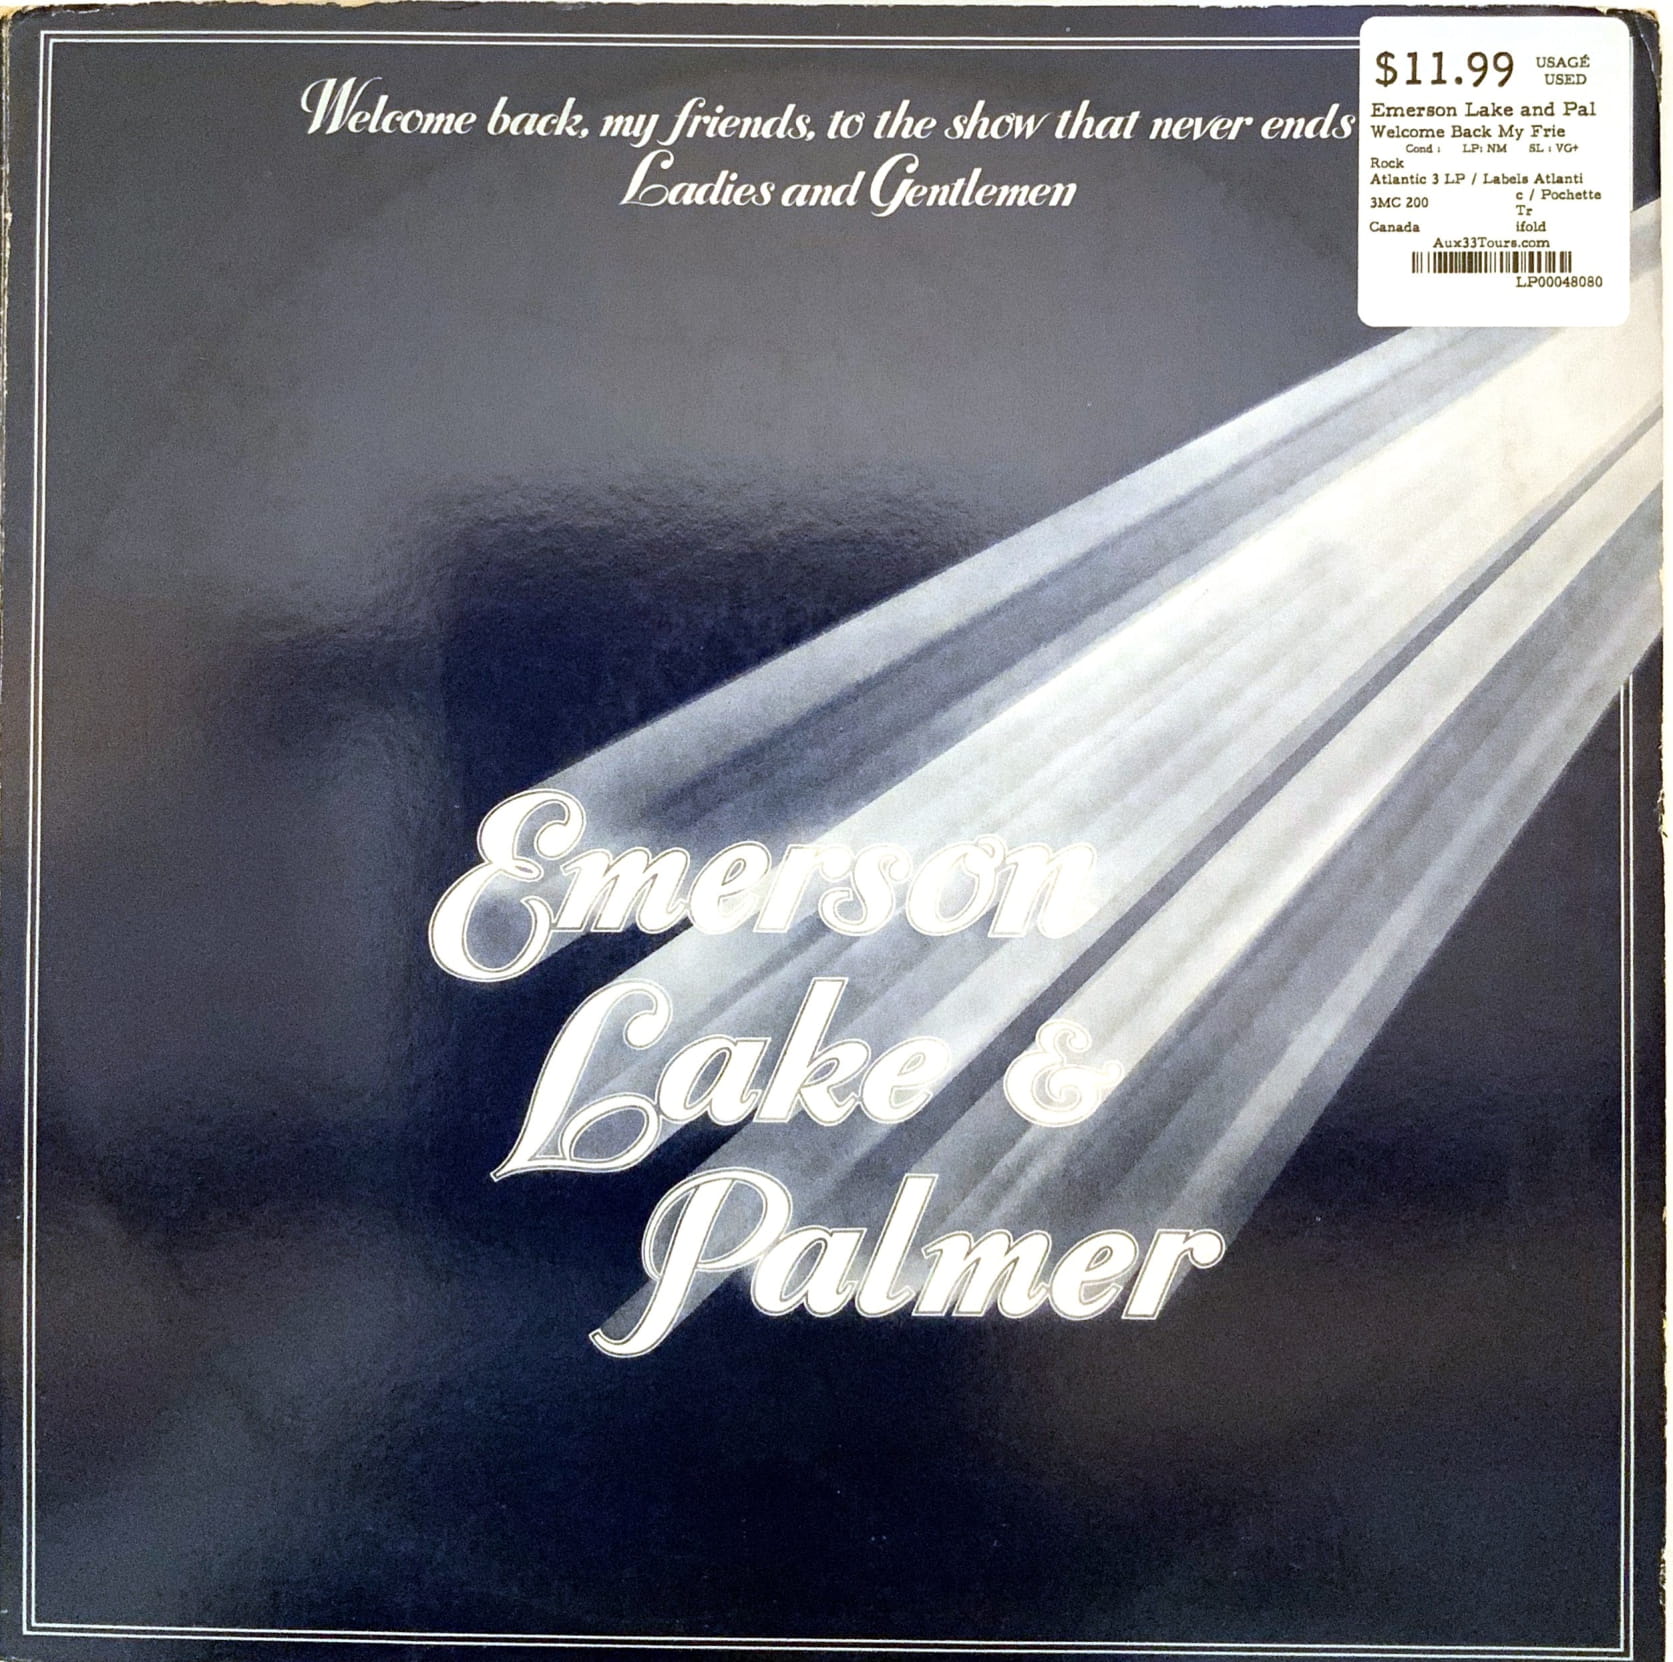 Welcome back, my friends, to the show that never ends
Ladies and Gentlemen
$11.99 USAGÉ
USED
Emerson Lake and Pal
Welcome Back My Frie
Cond : LP: NM SL : VG+
Rock
Atlantic 3 LP / Labels Atlanti
3MC 200 c / Pochette
Tr
Canada ifold
Aux33Tours.com
LP00048080
Emerson
Lake &
Palmer